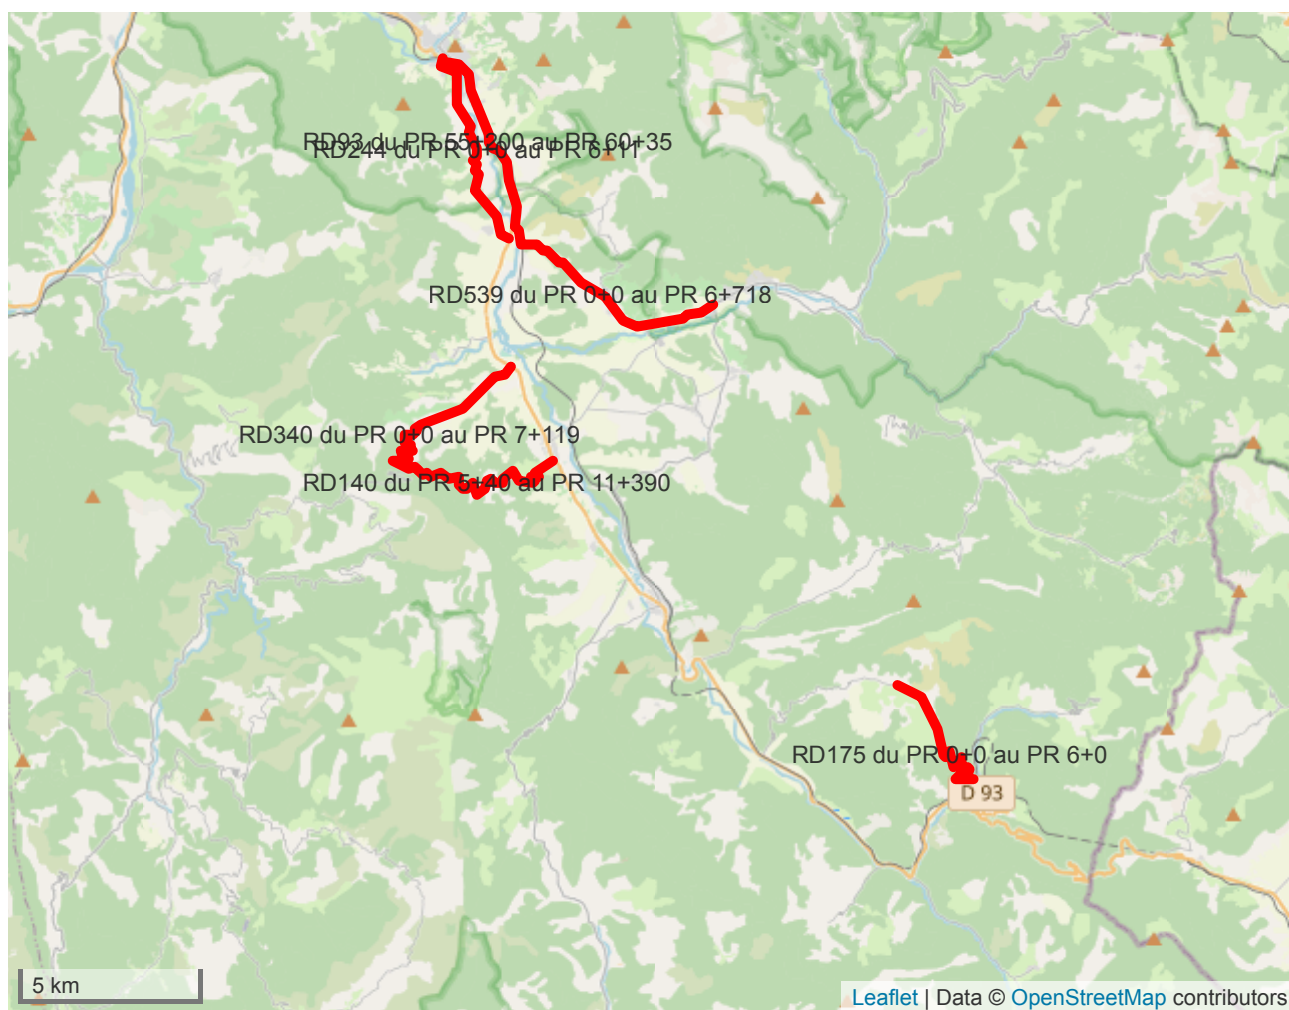 RD93 du PR 55+200 au PR 60+35
RD244 du PR 0+0 au PR 6+11
RD539 du PR 0+0 au PR 6+718
RD340 du PR 0+0 au PR 7+119
RD140 du PR 5+40 au PR 11+390
RD175 du PR 0+0 au PR 6+0
D 93
5 km
Leaflet | Data © OpenStreetMap contributors